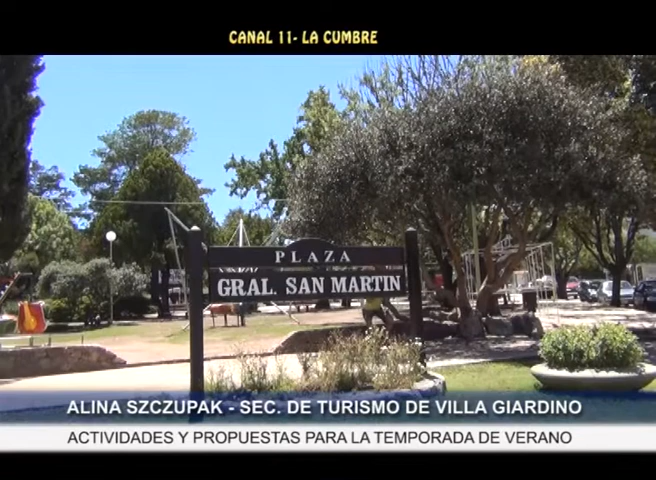 CANAL 11- LA CUMBRE
PLAZA
GRAL. SAN MARTIN
ALINA SZCZUPAK - SEC. DE TURISMO DE VILLA GIARDINO
ACTIVIDADES Y PROPUESTAS PARA LA TEMPORADA DE VERANO